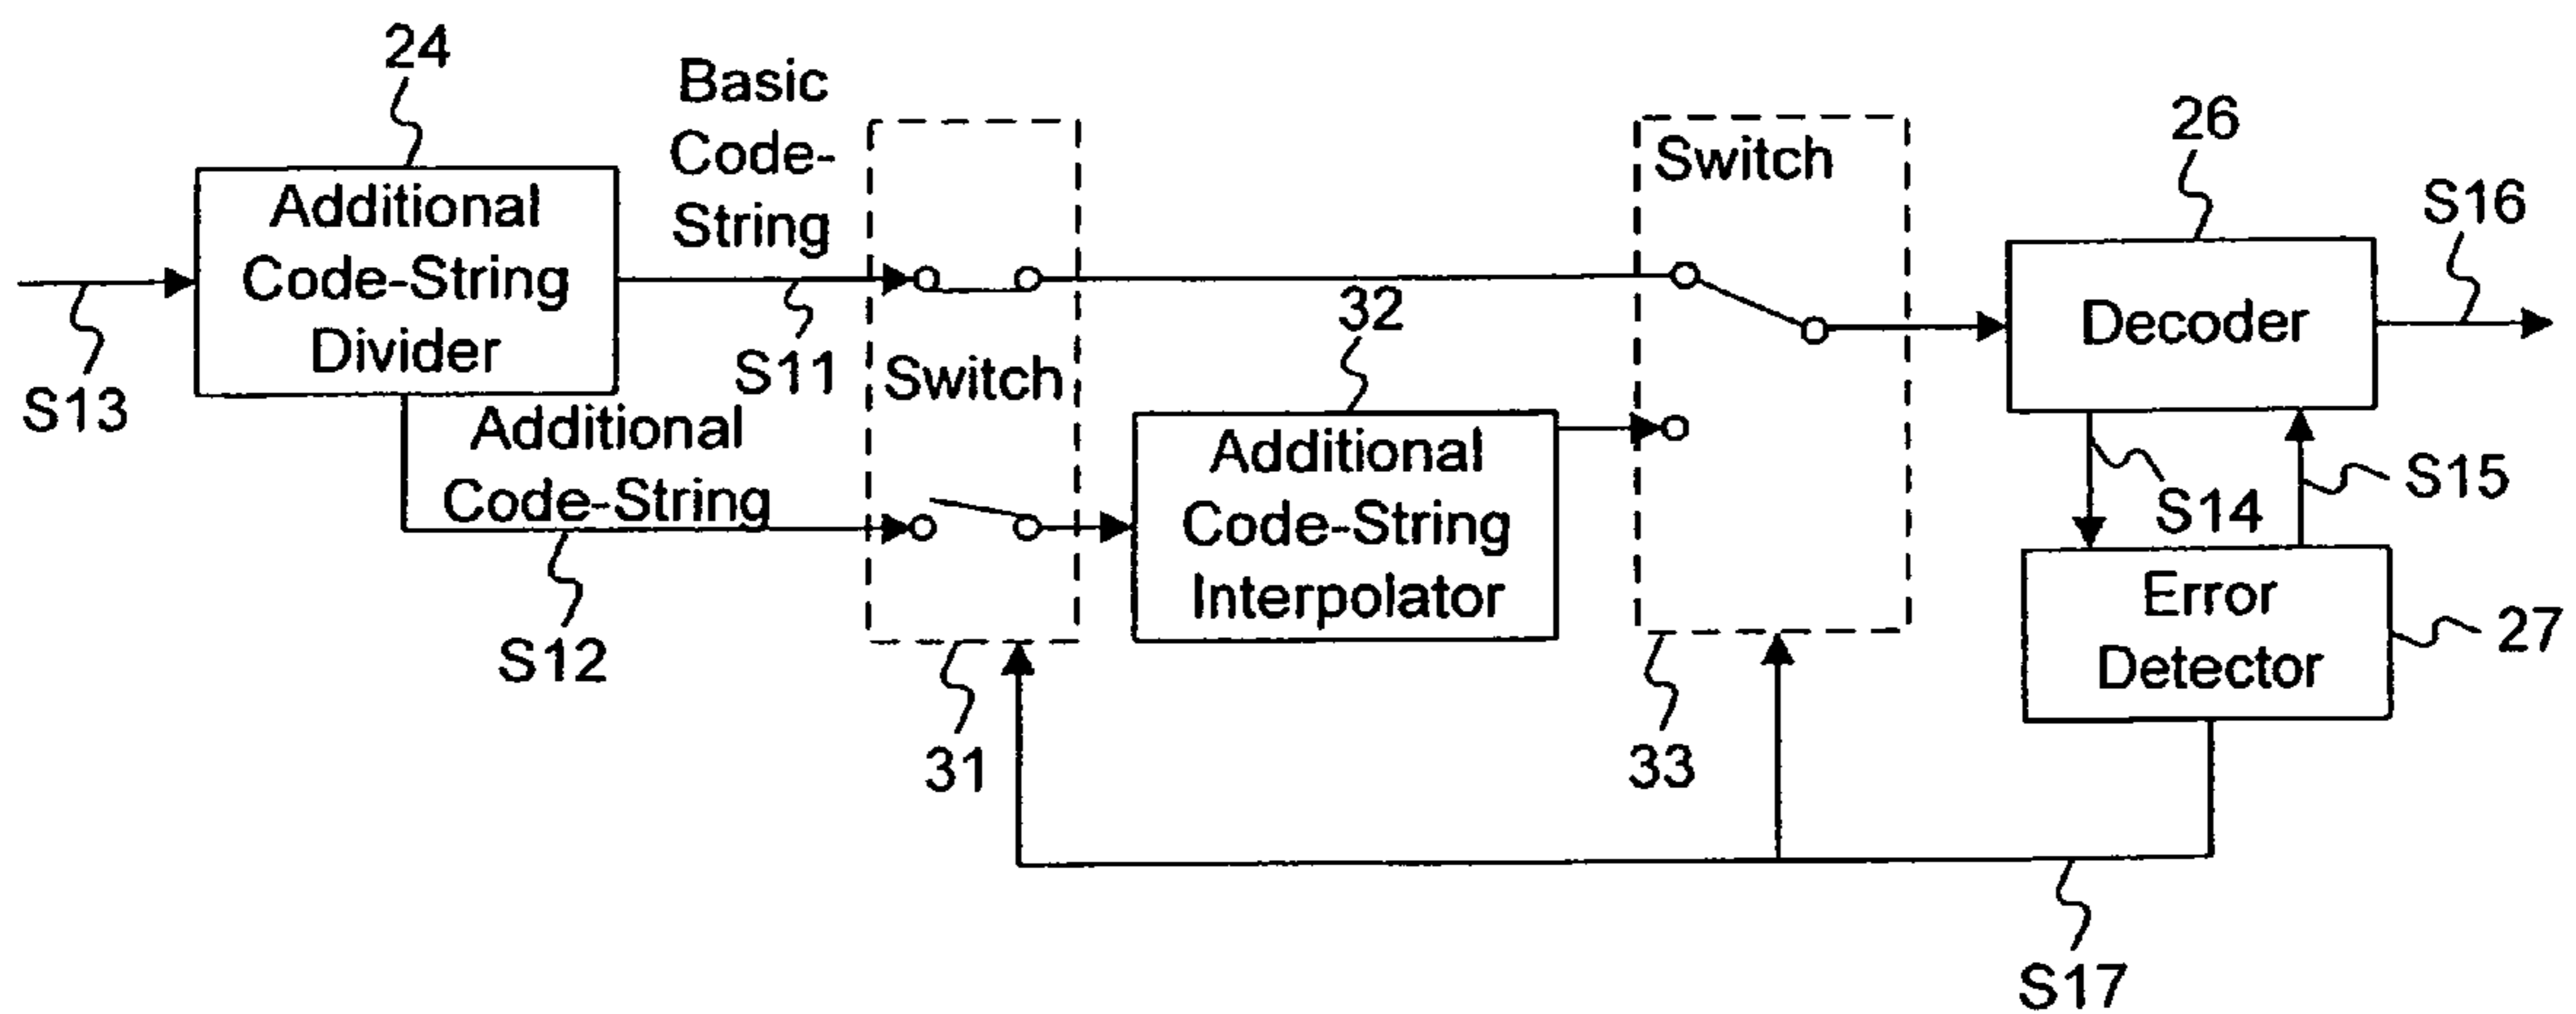 24
Basic
Code-
String
Additional
Code-String
Divider
S13
S11
Additional
Code-String
S12
Switch
31
32
Additional
Code-String
Interpolator
Switch
33
26
Decoder
S16
S14
S15
Error
Detector
27
S17